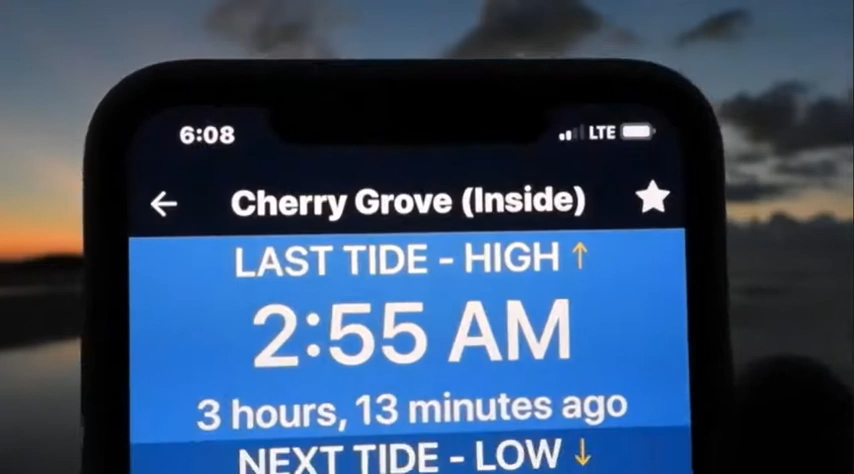 6:08 LTE
Cherry Grove (Inside)
LAST TIDE - HIGH ↑
2:55 AM
3 hours, 13 minutes ago
NEXT TIDE - LOW ↓